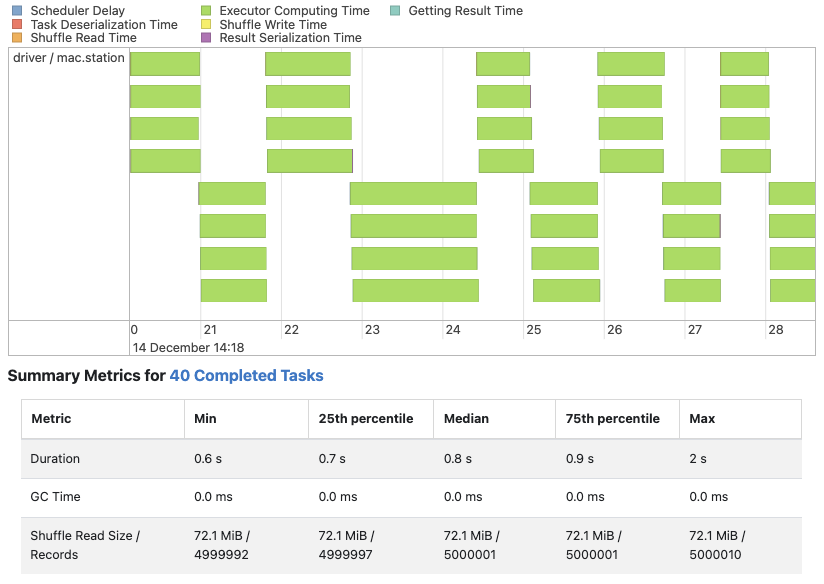 Scheduler Delay
Executor Computing Time
Getting Result Time
Task Deserialization Time
Shuffle Write Time
Shuffle Read Time
Result Serialization Time
driver / mac.station
0 21 22 23 24 25 26 27 28
14 December 14:18
Summary Metrics for 40 Completed Tasks
Metric Min 25th percentile Median 75th percentile Max
Duration 0.6 s 0.7 s 0.8 s 0.9 s 2 s
GC Time 0.0 ms 0.0 ms 0.0 ms 0.0 ms 0.0 ms
Shuffle Read Size / 72.1 MiB / 72.1 MiB / 72.1 MiB / 72.1 MiB / 72.1 MiB /
Records 4999992 4999997 5000001 5000001 5000010